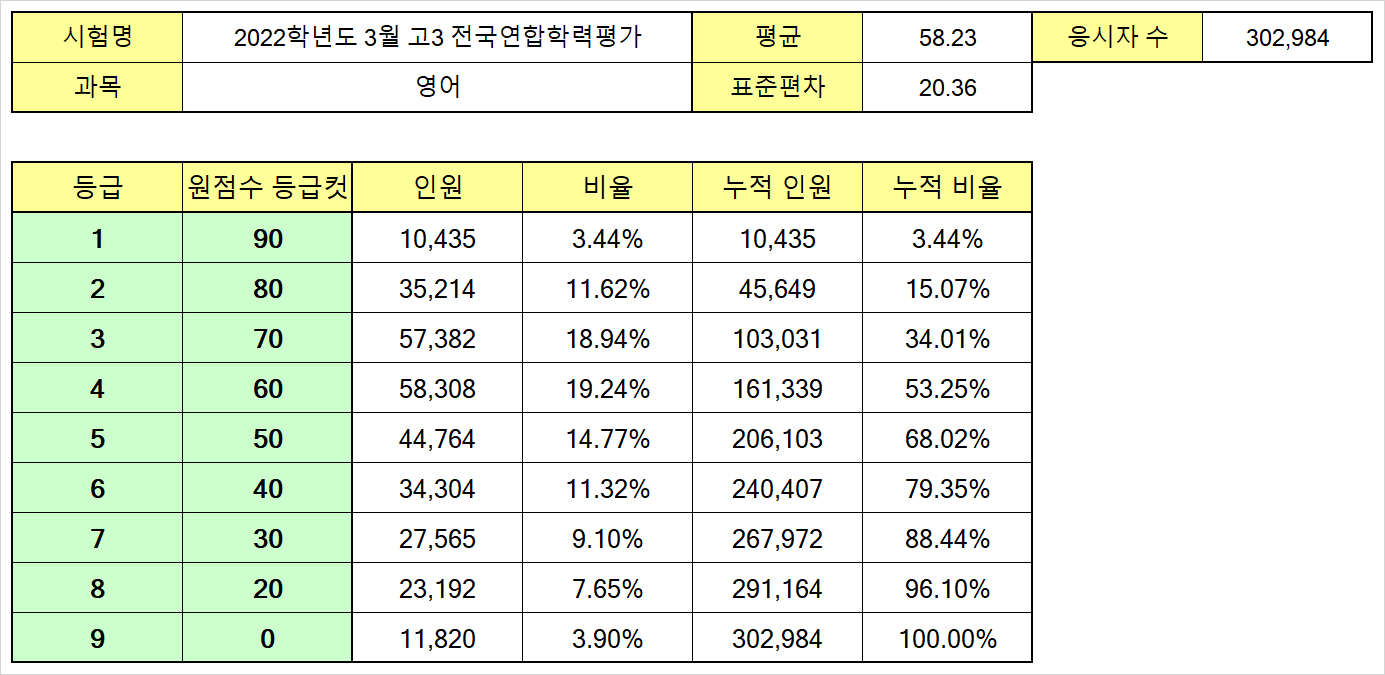 시험명 2022학년도 3월 고3 전국연합학력평가 평균 58.23 응시자 수 302,984
과목 영어 표준편차 20.36
등급 원점수 등급컷 인원 비율 누적 인원 누적 비율
1 90 10,435 3.44% 10,435 3.44%
2 80 35,214 11.62% 45,649 15.07%
3 70 57,382 18.94% 103,031 34.01%
4 60 58,308 19.24% 161,339 53.25%
5 50 44,764 14.77% 206,103 68.02%
6 40 34,304 11.32% 240,407 79.35%
7 30 27,565 9.10% 267,972 88.44%
8 20 23,192 7.65% 291,164 96.10%
9 0 11,820 3.90% 302,984 100.00%